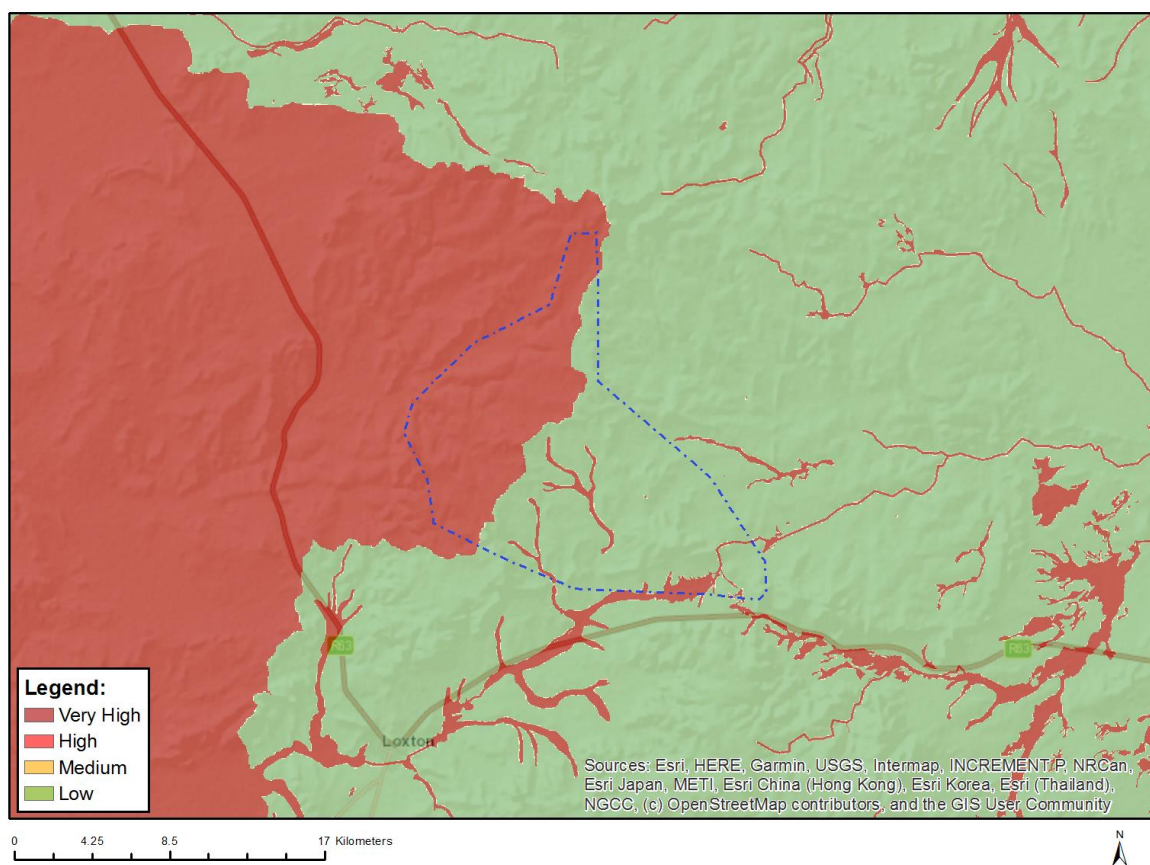 R63
R63
Loxton
Legend:
Very High
High
Medium
Low
Sources: Esri, HERE, Garmin, USGS, Intermap, INCREMENT P, NRCan,
Esri Japan, METI, Esri China (Hong Kong), Esri Korea, Esri (Thailand),
NGCC, (c) OpenStreetMap contributors, and the GIS User Community
0 4.25 8.5 17 Kilometers
N